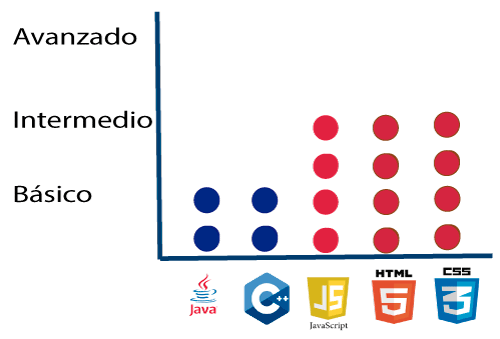 Avanzado
Intermedio
Básico
Java
C++
JS
JavaScript
HTML
5
CSS
3